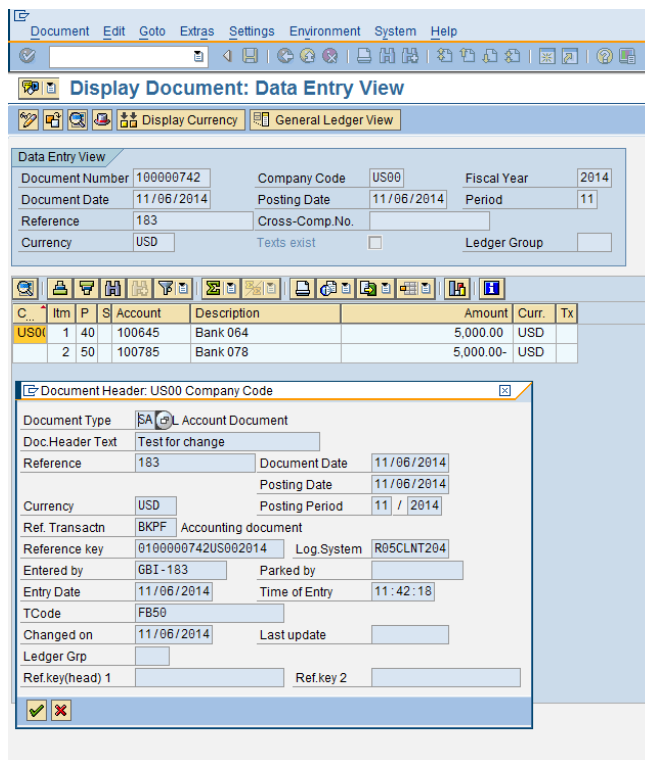 Document Edit Goto Extras Settings Environment System Help
Display Document: Data Entry View
Display Currency General Ledger View
Data Entry View
Document Number 100000742 Company Code US00 Fiscal Year 2014
Document Date 11/06/2014 Posting Date 11/06/2014 Period 11
Reference 183 Cross-Comp.No.
Currency USD Texts exist Ledger Group
C... Itm P S Account Description Amount Curr. Tx
US00 1 40 100645 Bank 064 5,000.00 USD
2 50 100785 Bank 078 5,000.00- USD
Document Header: US00 Company Code
Document Type SA L Account Document
Doc.Header Text Test for change
Reference 183 Document Date 11/06/2014
Posting Date 11/06/2014
Currency USD Posting Period 11 / 2014
Ref. Transactn BKPF Accounting document
Reference key 0100000742US002014 Log.System R05CLNT204
Entered by GBI-183 Parked by
Entry Date 11/06/2014 Time of Entry 11:42:18
TCode FB50
Changed on 11/06/2014 Last update
Ledger Grp
Ref.key(head) 1 Ref.key 2